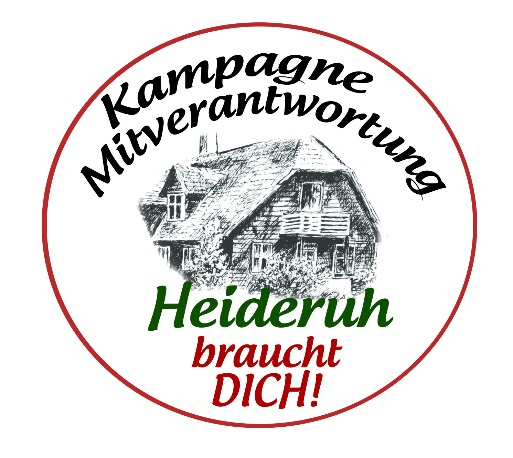 Kampagne
Mitverantwortung
Heideruh
braucht
DICH!